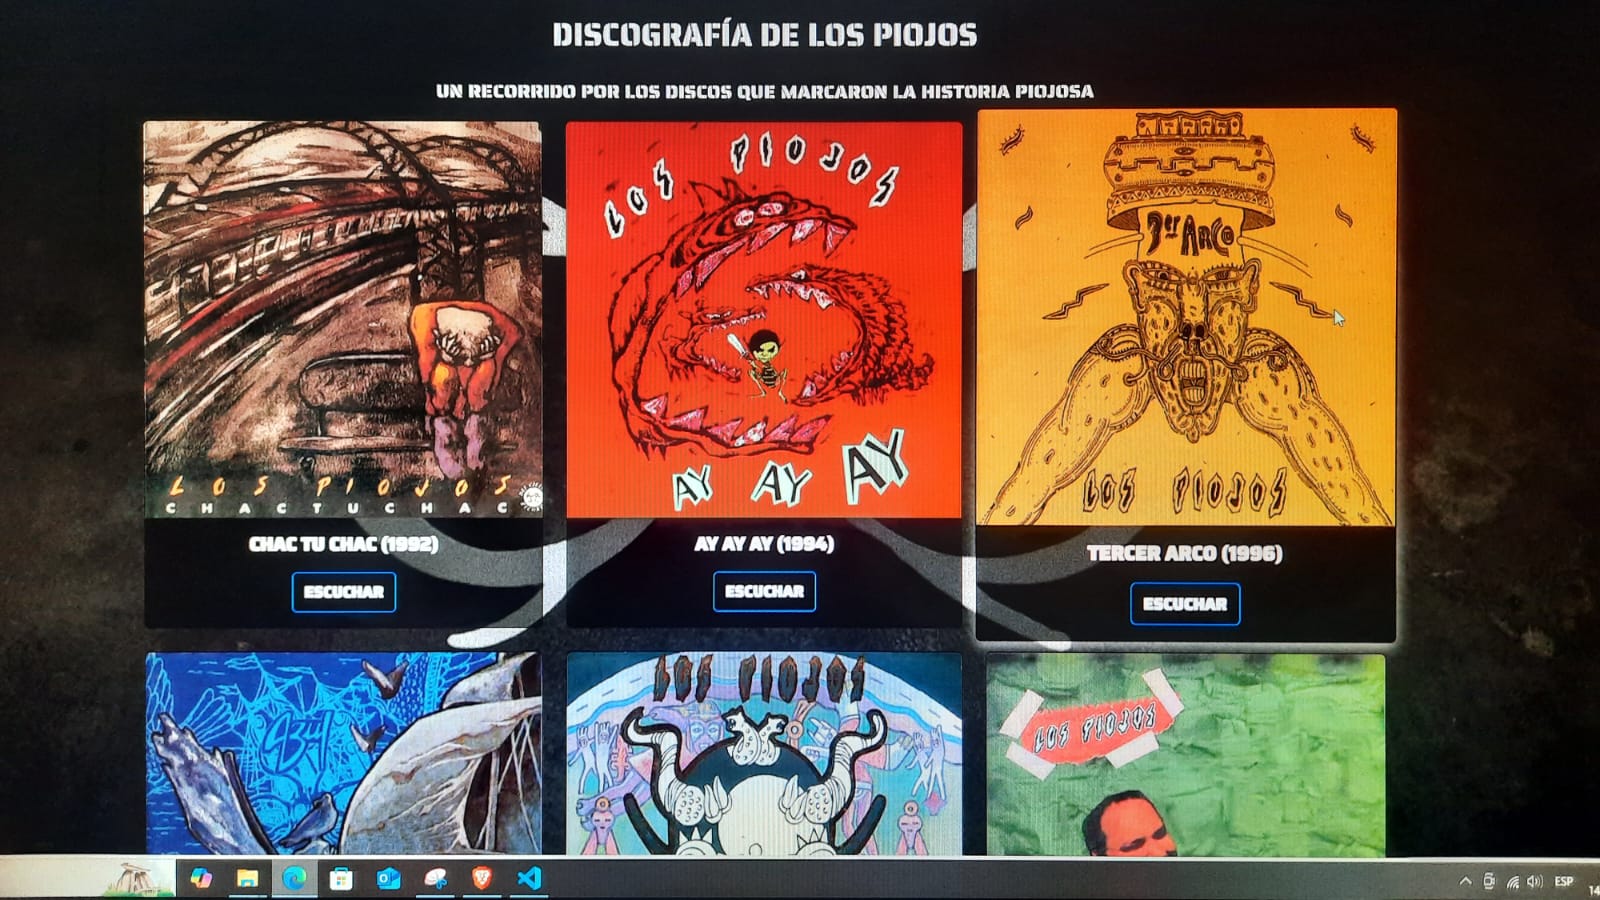 DISCOGRAFÍA DE LOS PIOJOS
UN RECORRIDO POR LOS DISCOS QUE MARCARON LA HISTORIA PIOJOSA
LOS PIOJOS
CHACTUCHAC
LOS PIOJOS
AY AY AY
3er ARCO
LOS PIOJOS
CHAC TU CHAC (1992)
AY AY AY (1994)
TERCER ARCO (1996)
ESCUCHAR
ESCUCHAR
ESCUCHAR
LOS PIOJOS
LOS PIOJOS
ESP
14